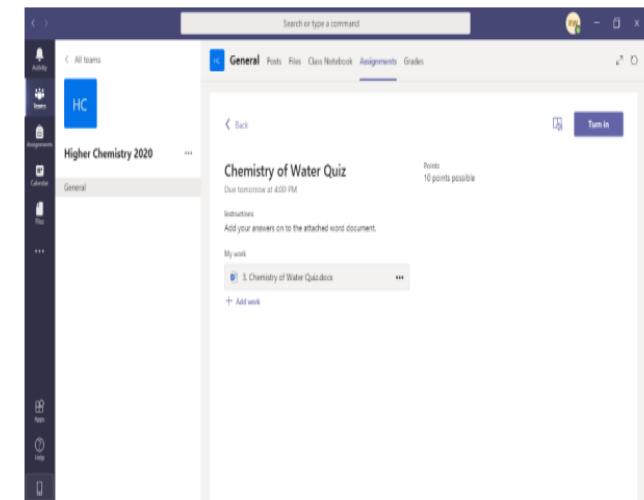 Search or type a command
Activity
Teams
Assignments
Calendar
Files
Apps
Help
All teams
HC
Higher Chemistry 2020
General
HC General Posts Files Class Notebook Assignments Grades
Back
Turn in
Chemistry of Water Quiz
Due tomorrow at 4:00 PM
Points
10 points possible
Instructions
Add your answers on to the attached word document.
My work
3. Chemistry of Water Quiz.docx
Add work